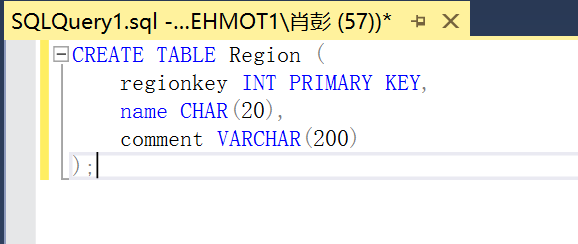 SQLQuery1.sql -...EHMOT1\肖彭 (57))*
CREATE TABLE Region (
regionkey INT PRIMARY KEY,
name CHAR(20),
comment VARCHAR(200)
);